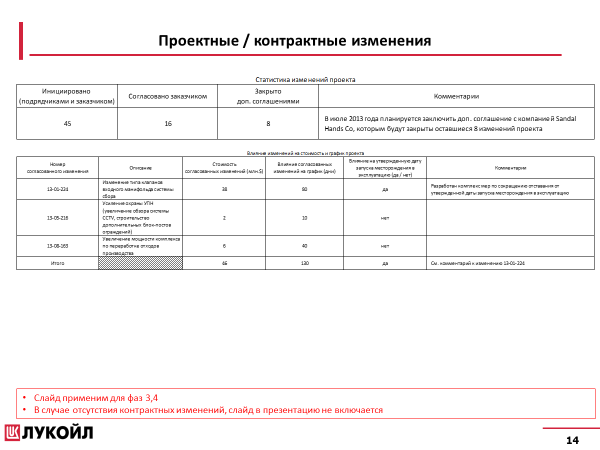 Проектные / контрактные изменения
Статистика изменений проекта
Инициировано
(подрядчиками и заказчиком)
Согласовано заказчиком
Закрыто
доп. соглашениями
Комментарии
45
16
8
В июле 2013 года планируется заключить доп. соглашение с компанией Sandal
Hands Co, которым будут закрыты оставшиеся 8 изменений проекта
Влияние изменений на стоимость и график проекта
Номер
согласованного изменения
Описание
Стоимость
согласованных изменений (млн.$)
Влияние согласованных
изменений на график (дни)
Влияние на утвержденную дату
запуска месторождения в
эксплуатацию (да / нет)
Комментарии
13-01-224
Изменение типа клапанов
входного манифольда системы
сбора
38
80
да
Разработан комплекс мер по сокращению отставания от
утвержденной даты запуска месторождения в эксплуатацию
13-05-216
Усиление охраны УПН
(увеличение обзора системы
CCTV, строительство
дополнительных блок-постов
ограждений)
2
10
нет
13-08-163
Увеличение мощности комплекса
по переработке отходов
производства
6
40
нет
Итого
46
130
да
См. комментарий к изменению 13-01-224
• Слайд применим для фаз 3,4
• В случае отсутствия контрактных изменений, слайд в презентацию не включается
ЛУКОЙЛ
14